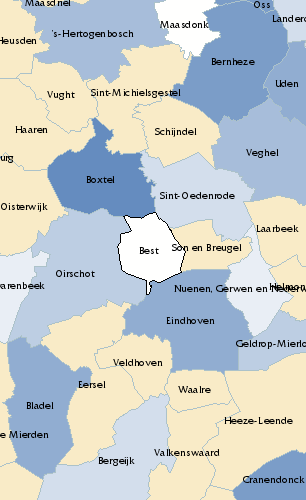 Maasdriel
Oss
Maasdonk
Landerd
's-Hertogenbosch
Heusden
Bernheze
Uden
Vught
Sint-Michielsgestel
Haaren
Schijndel
Veghel
urg
Boxtel
Sint-Oedenrode
Oisterwijk
Laarbeek
Best
Son en Breugel
Oirschot
arenbeek
Nuenen, Gerwen en Nederw
Helmon
Eindhoven
Geldrop-Mierlo
Veldhoven
Eersel
Waalre
Bladel
Heeze-Leende
e Mierden
Valkenswaard
Bergeijk
Cranendonck